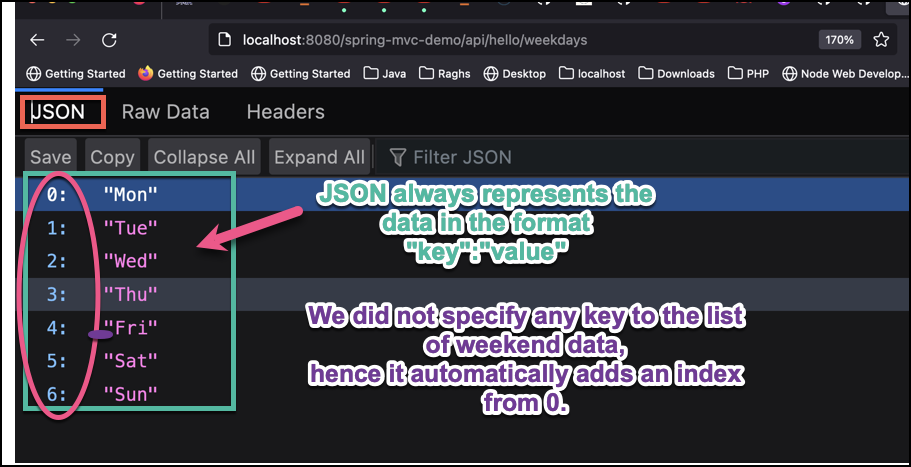 localhost:8080/spring-mvc-demo/api/hello/weekdays 170%
Getting Started Getting Started Getting Started Java Raghs Desktop localhost Downloads PHP Node Web Develop...
JSON Raw Data Headers
Save Copy Collapse All Expand All Filter JSON
0: "Mon"
1: "Tue"
2: "Wed"
3: "Thu"
4: "Fri"
5: "Sat"
6: "Sun"
JSON always represents the
data in the format
"key":"value"
We did not specify any key to the list
of weekend data,
hence it automatically adds an index
from 0.